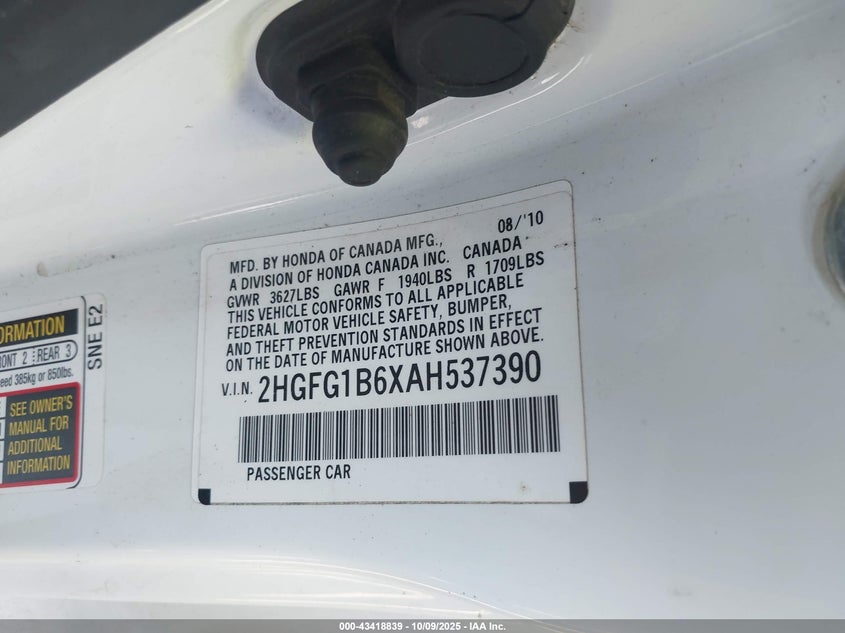 08/'10
MFD. BY HONDA OF CANADA MFG.,
A DIVISION OF HONDA CANADA INC. CANADA
GVWR 3627LBS GAWR F 1940LBS R 1709LBS
THIS VEHICLE CONFORMS TO ALL APPLICABLE
FEDERAL MOTOR VEHICLE SAFETY, BUMPER,
AND THEFT PREVENTION STANDARDS IN EFFECT
ON THE DATE OF MANUFACTURE SHOWN ABOVE.
V.I.N. 2HGFG1B6XAH537390
PASSENGER CAR
SNE E2
FRONT 2 REAR 3
385kg or 850lbs.
SEE OWNER'S
MANUAL FOR
ADDITIONAL
INFORMATION
000-43418839 - 10/09/2025 - IAA Inc.